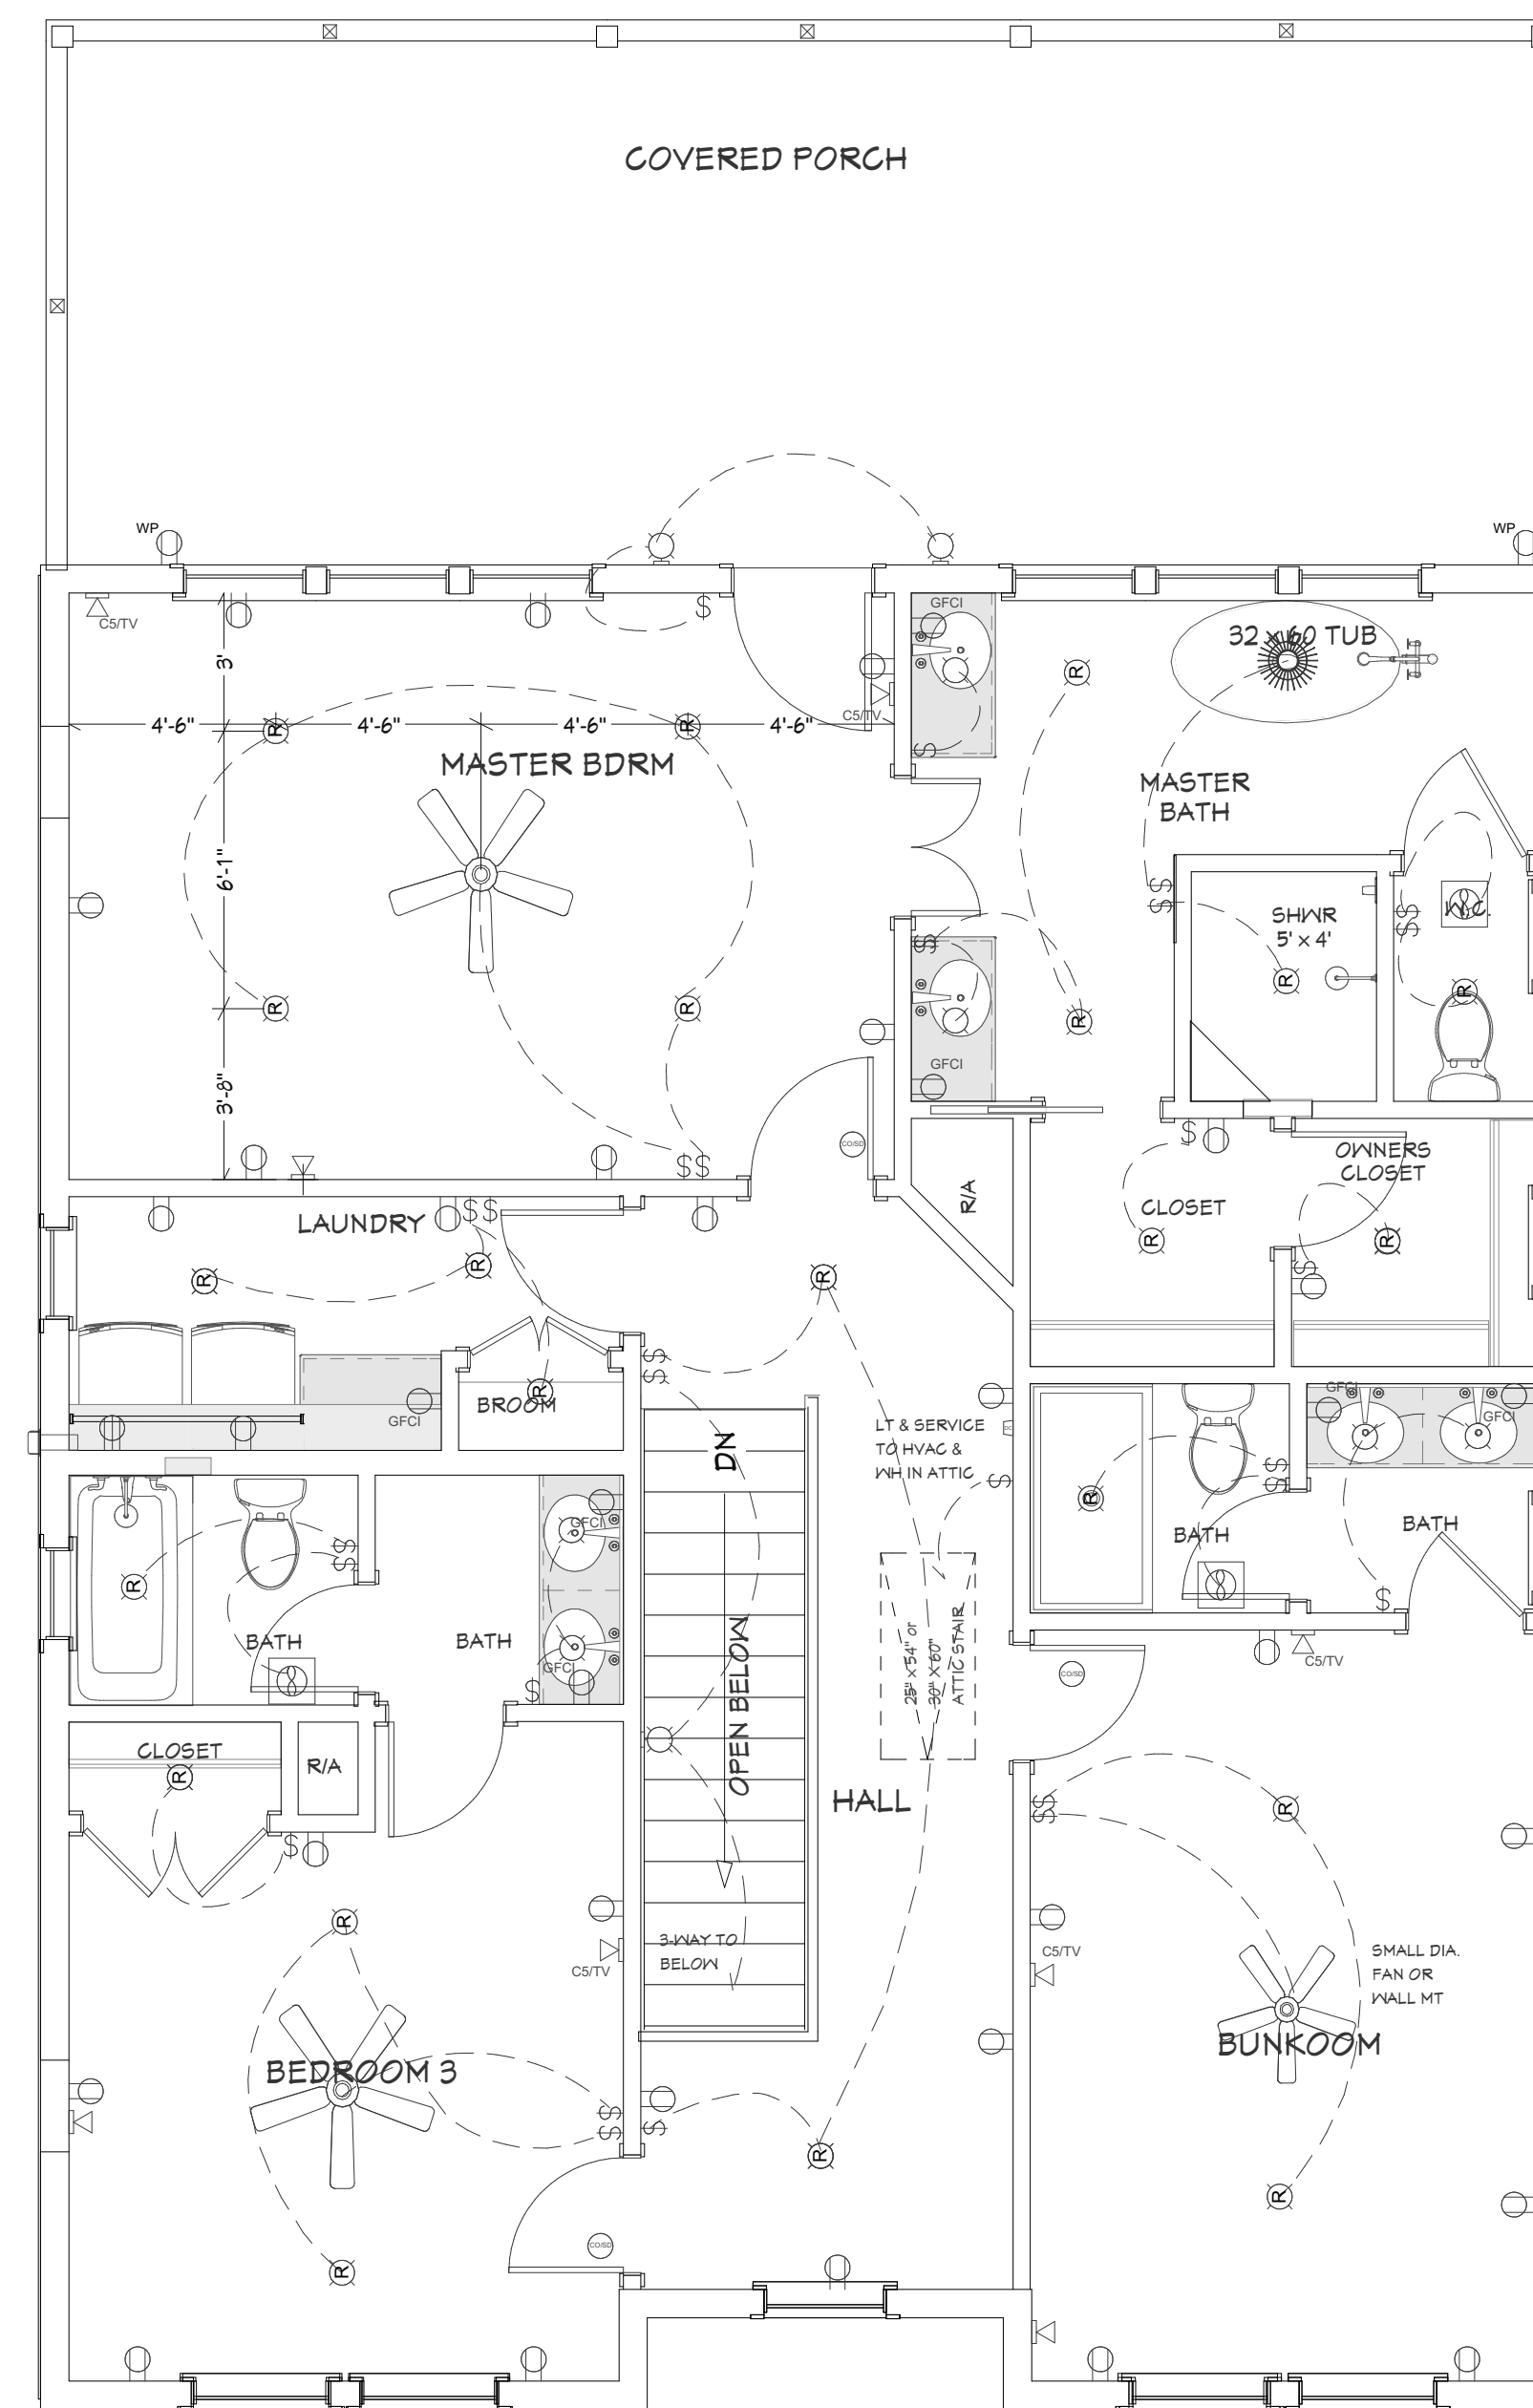 COVERED PORCH
WP
WP
C5/TV
GFCI
32 x 60 TUB
3'
C5/TV
4'-6"
4'-6"
4'-6"
4'-6"
R
R
R
MASTER BDRM
MASTER
BATH
6'-1"
W.C.
SHWR
5' x 4'
R
R
R
R
R
R
GFCI
3'-8"
CO/SD
OWNERS
CLOSET
R/A
CLOSET
LAUNDRY
R
R
R
R
R
R
BROOM
GFCI
GFCI
GFCI
LT & SERVICE
TO HVAC &
WH IN ATTIC
DN
R
GFCI
BATH
BATH
R
BATH
BATH
GFCI
25" X 54" or
30" X 60"
ATTIC STAIR
C5/TV
CO/SD
OPEN BELOW
CLOSET
R
R/A
HALL
R
R
3-WAY TO
BELOW
C5/TV
C5/TV
SMALL DIA.
FAN OR
WALL MT
BUNKOOM
BEDROOM 3
R
R
CO/SD
R